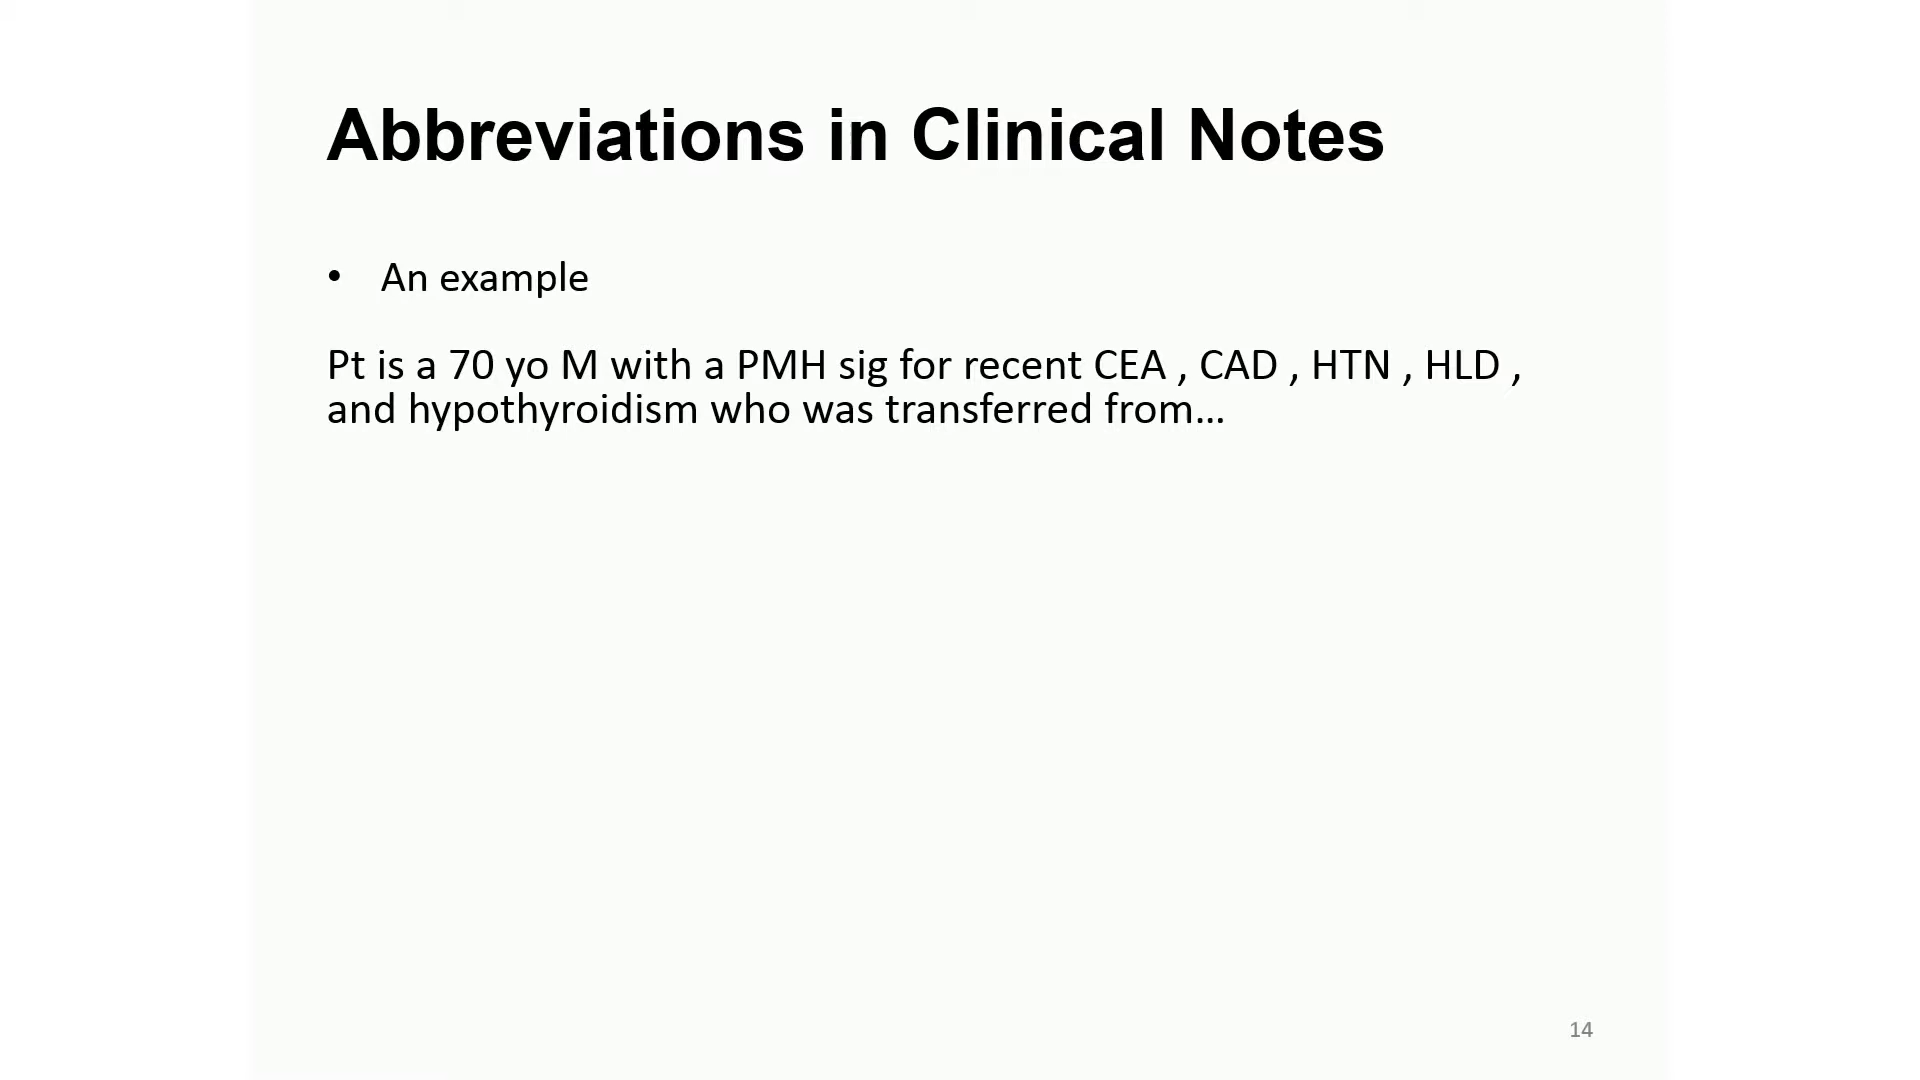 Abbreviations in Clinical Notes
• An example
Pt is a 70 yo M with a PMH sig for recent CEA , CAD , HTN , HLD ,
and hypothyroidism who was transferred from…
14